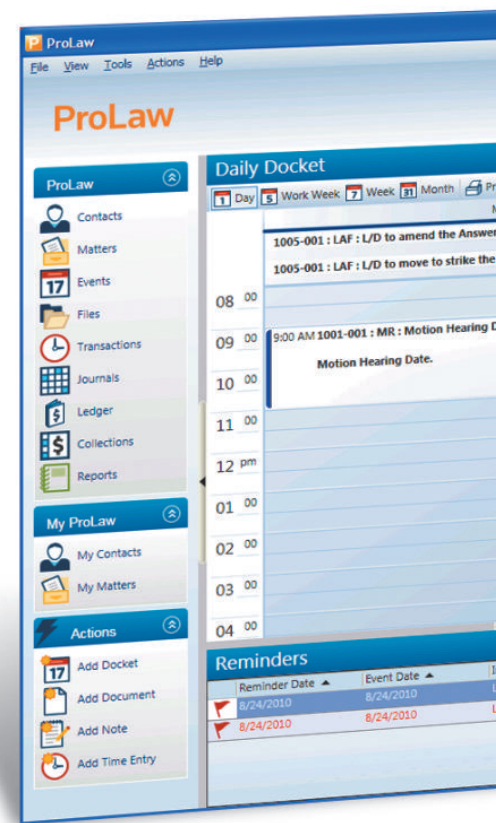 ProLaw
File View Tools Actions Help
ProLaw
ProLaw
Contacts
Matters
17 Events
Files
Transactions
Journals
$ Ledger
$ Collections
Reports
My ProLaw
My Contacts
My Matters
Actions
17 Add Docket
Add Document
Add Note
Add Time Entry
Daily Docket
1 Day 5 Work Week 7 Week 31 Month Pr
1005-001 : LAF : L/D to amend the Answer
1005-001 : LAF : L/D to move to strike the
08 00
09 00 9:00 AM 1001-001 : MR : Motion Hearing D
Motion Hearing Date.
10 00
11 00
12 pm
01 00
02 00
03 00
04 00
Reminders
Reminder Date Event Date
8/24/2010 8/24/2010
8/24/2010 8/24/2010